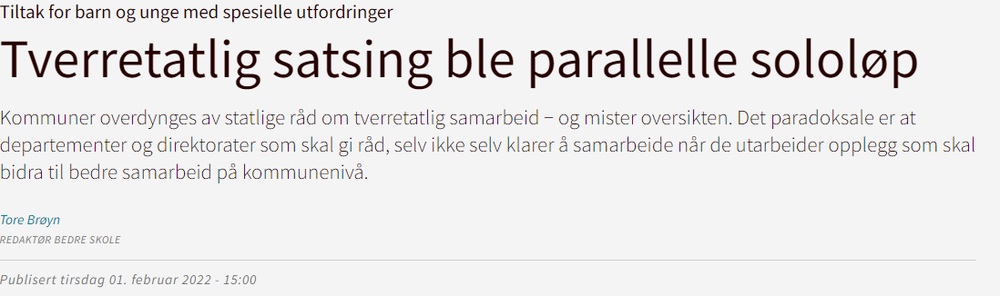 Tiltak for barn og unge med spesielle utfordringer
Tverretatlig satsing ble parallelle sololøp
Kommuner overdynges av statlige råd om tverretatlig samarbeid – og mister oversikten. Det paradoksale er at
departementer og direktorater som skal gi råd, selv ikke selv klarer å samarbeide når de utarbeider opplegg som skal
bidra til bedre samarbeid på kommunenivå.
Tore Brøyn
REDAKTØR BEDRE SKOLE
Publisert tirsdag 01. februar 2022 - 15:00